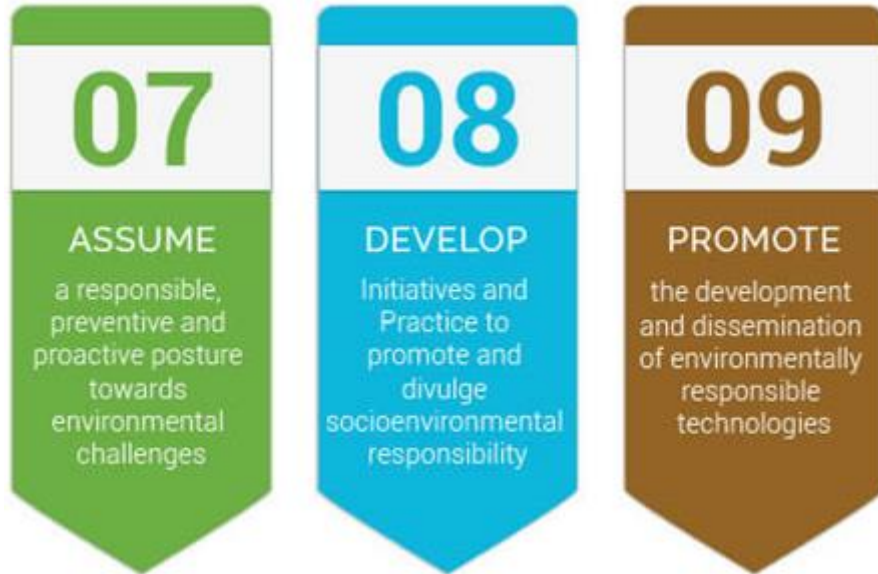 07
ASSUME
a responsible,
preventive and
proactive posture
towards
environmental
challenges
08
DEVELOP
Initiatives and
Practice to
promote and
divulge
socioenvironmental
responsibility
09
PROMOTE
the development
and dissemination
of environmentally
responsible
technologies